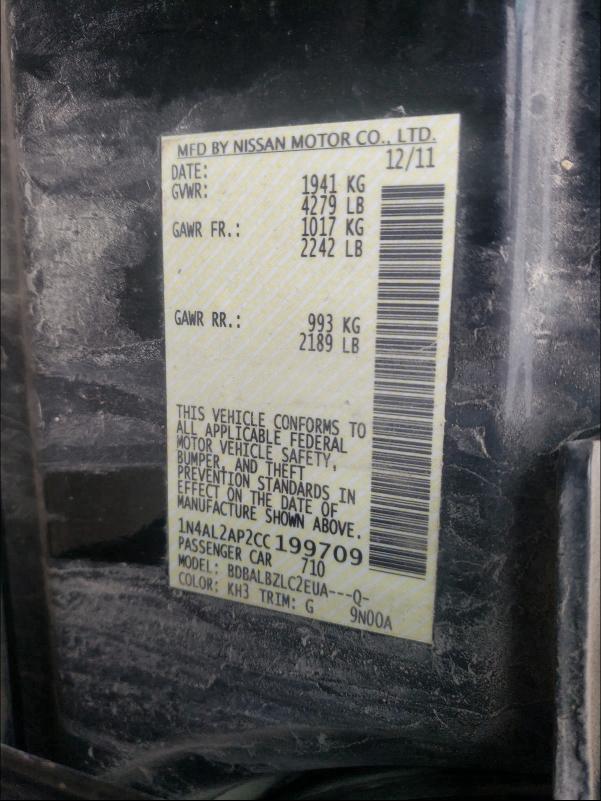 MFD BY NISSAN MOTOR CO., LTD.
DATE: 12/11
GVWR: 1941 KG
4279 LB
GAWR FR.: 1017 KG
2242 LB
GAWR RR.: 993 KG
2189 LB
THIS VEHICLE CONFORMS TO
ALL APPLICABLE FEDERAL
MOTOR VEHICLE SAFETY,
BUMPER, AND THEFT
PREVENTION STANDARDS IN
EFFECT ON THE DATE OF
MANUFACTURE SHOWN ABOVE.
1N4AL2AP2CC199709
PASSENGER CAR 710
MODEL: BDBALBZLC2EUA---Q-
COLOR: KH3 TRIM: G 9N00A